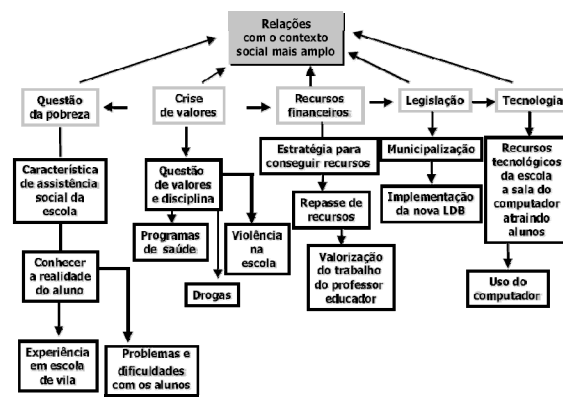 Relações
com o contexto
social mais amplo
Questão
da pobreza
Crise
de valores
Recursos
financeiros
Legislação
Tecnologia
Característica
de assistência
social da
escola
Questão
de valores
e disciplina
Estratégia para
conseguir recursos
Municipalização
Recursos
tecnológicos
da escola
a sala do
computador
atraindo
alunos
Repasse de
recursos
Implementação
da nova LDB
Programas
de saúde
Violência
na
escola
Conhecer
a realidade
do aluno
Valorização
do trabalho
do professor
educador
Drogas
Uso do
computador
Experiência
em escola
de vila
Problemas e
dificuldades
com os alunos